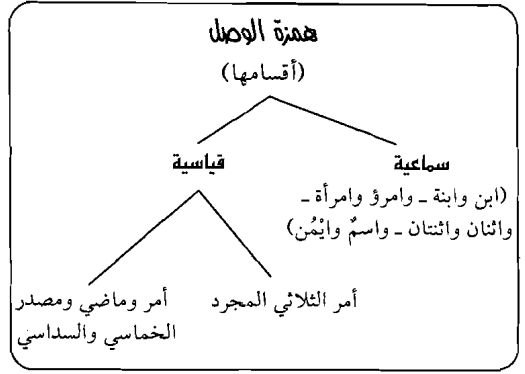 همزة الوصل
(أقسامها)
سماعية
قياسية
(ابن وابنة ـ وامرؤ وامرأة ـ
واثنان واثنتان ـ واسمٌ وايْمُن)
أمر الثلاثي المجرد
أمر وماضي ومصدر
الخماسي والسداسي